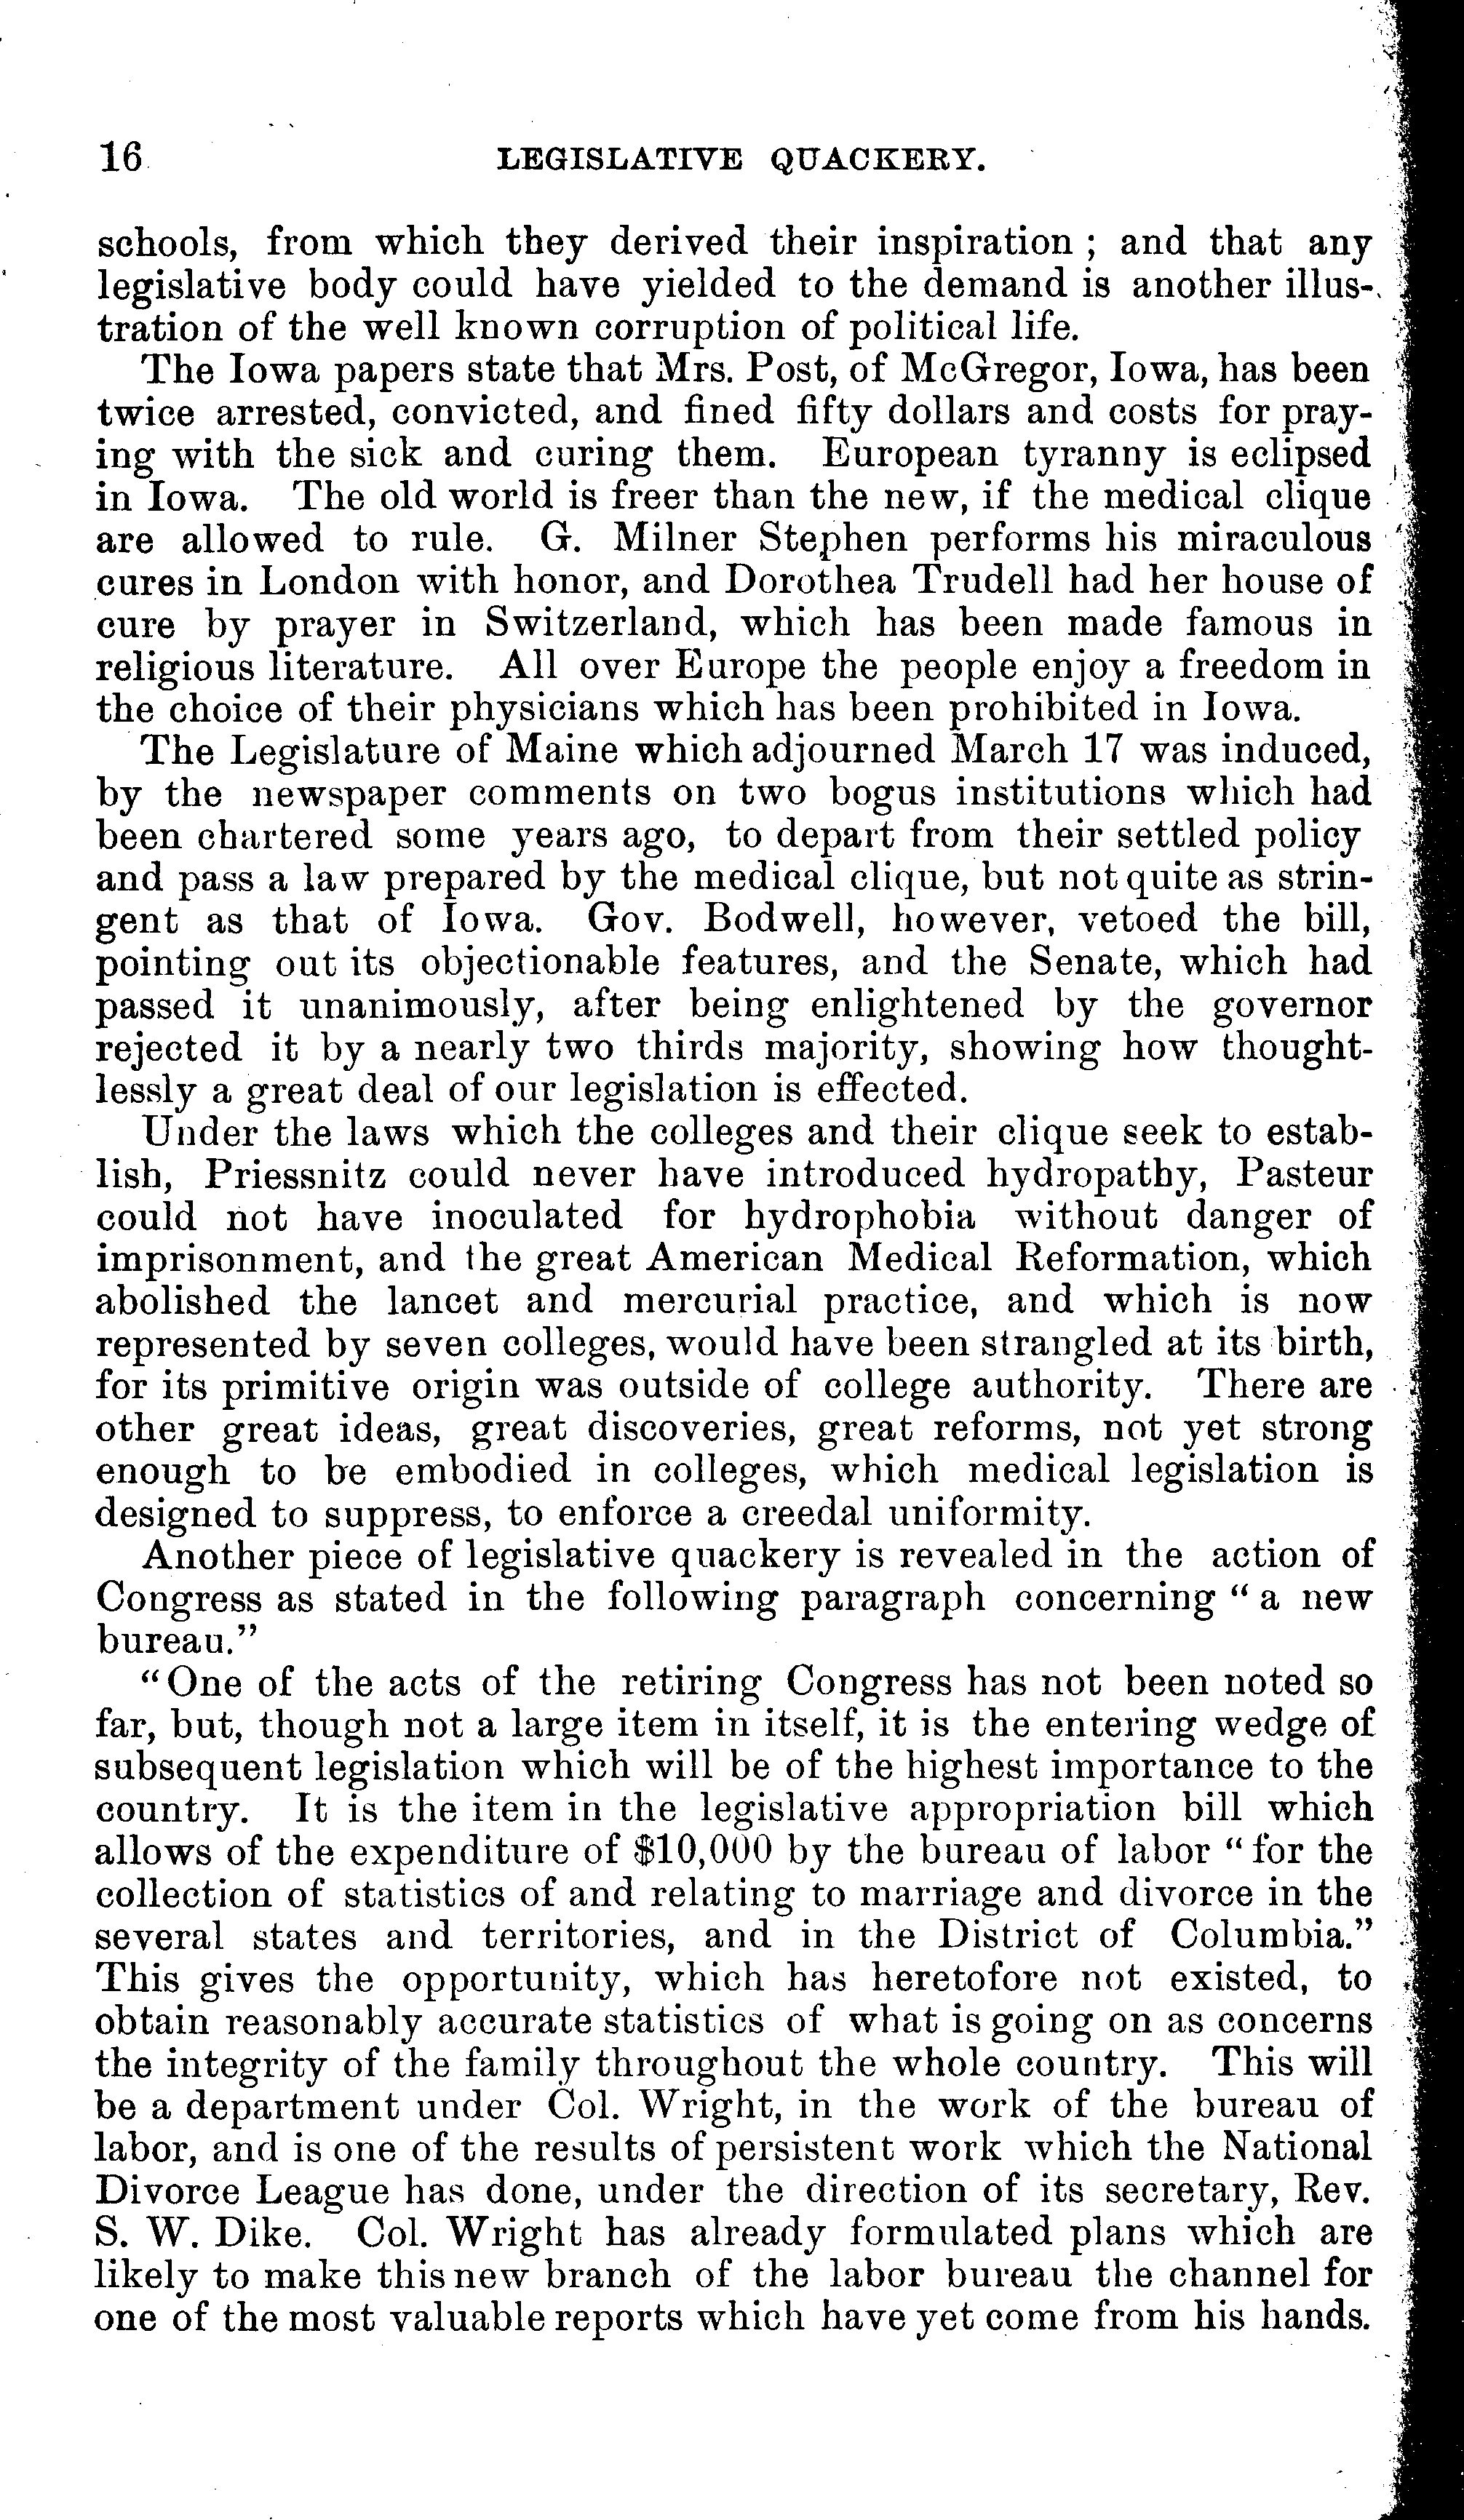 16 LEGISLATIVE QUACKERY.
schools, from which they derived their inspiration ; and that any
legislative body could have yielded to the demand is another illus-
tration of the well known corruption of political life.
The Iowa papers state that Mrs. Post, of McGregor, Iowa, has been
twice arrested, convicted, and fined fifty dollars and costs for pray-
ing with the sick and curing them. European tyranny is eclipsed
in Iowa. The old world is freer than the new, if the medical clique
are allowed to rule. G. Milner Stephen performs his miraculous
cures in London with honor, and Dorothea Trudell had her house of
cure by prayer in Switzerland, which has been made famous in
religious literature. All over Europe the people enjoy a freedom in
the choice of their physicians which has been prohibited in Iowa.
The Legislature of Maine which adjourned March 17 was induced,
by the newspaper comments on two bogus institutions which had
been chartered some years ago, to depart from their settled policy
and pass a law prepared by the medical clique, but not quite as strin-
gent as that of Iowa. Gov. Bodwell, however, vetoed the bill,
pointing out its objectionable features, and the Senate, which had
passed it unanimously, after being enlightened by the governor
rejected it by a nearly two thirds majority, showing how thought-
lessly a great deal of our legislation is effected.
Under the laws which the colleges and their clique seek to estab-
lish, Priessnitz could never have introduced hydropathy, Pasteur
could not have inoculated for hydrophobia without danger of
imprisonment, and the great American Medical Reformation, which
abolished the lancet and mercurial practice, and which is now
represented by seven colleges, would have been strangled at its birth,
for its primitive origin was outside of college authority. There are
other great ideas, great discoveries, great reforms, not yet strong
enough to be embodied in colleges, which medical legislation is
designed to suppress, to enforce a creedal uniformity.
Another piece of legislative quackery is revealed in the action of
Congress as stated in the following paragraph concerning “ a new
bureau.”
“ One of the acts of the retiring Congress has not been noted so
far, but, though not a large item in itself, it is the entering wedge of
subsequent legislation which will be of the highest importance to the
country. It is the item in the legislative appropriation bill which
allows of the expenditure of $10,000 by the bureau of labor “ for the
collection of statistics of and relating to marriage and divorce in the
several states and territories, and in the District of Columbia.”
This gives the opportunity, which has heretofore not existed, to
obtain reasonably accurate statistics of what is going on as concerns
the integrity of the family throughout the whole country. This will
be a department under Col. Wright, in the work of the bureau of
labor, and is one of the results of persistent work which the National
Divorce League has done, under the direction of its secretary, Rev.
S. W. Dike. Col. Wright has already formulated plans which are
likely to make this new branch of the labor bureau the channel for
one of the most valuable reports which have yet come from his hands.